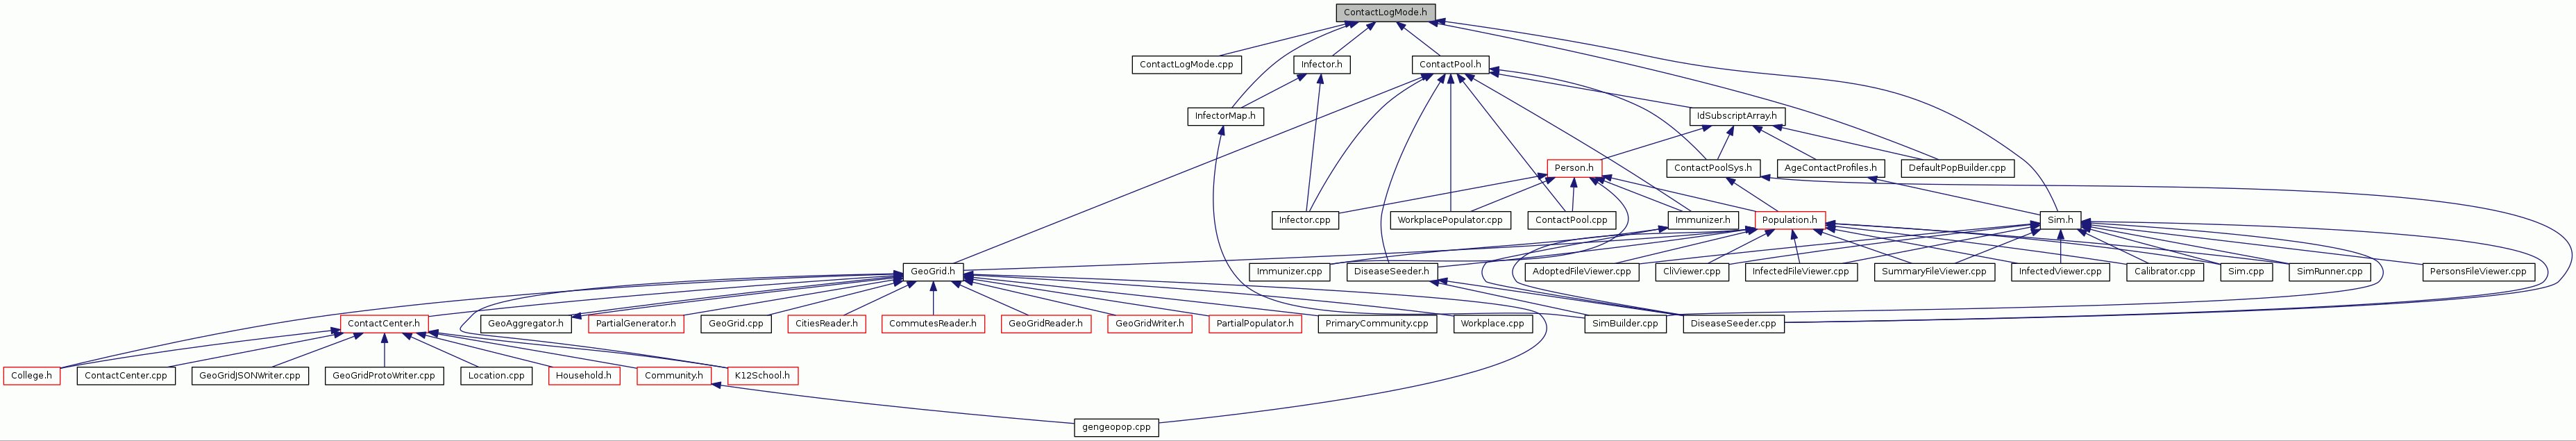 ContactLogMode.h
ContactLogMode.cpp
Infector.h
ContactPool.h
InfectorMap.h
IdSubscriptArray.h
Person.h
ContactPoolSys.h
AgeContactProfiles.h
DefaultPopBuilder.cpp
Infector.cpp
WorkplacePopulator.cpp
ContactPool.cpp
Immunizer.h
Population.h
Sim.h
GeoGrid.h
Immunizer.cpp
DiseaseSeeder.h
AdoptedFileViewer.cpp
CliViewer.cpp
InfectedFileViewer.cpp
SummaryFileViewer.cpp
InfectedViewer.cpp
Calibrator.cpp
Sim.cpp
SimRunner.cpp
PersonsFileViewer.cpp
ContactCenter.h
GeoAggregator.h
PartialGenerator.h
GeoGrid.cpp
CitiesReader.h
CommutesReader.h
GeoGridReader.h
GeoGridWriter.h
PartialPopulator.h
PrimaryCommunity.cpp
Workplace.cpp
SimBuilder.cpp
DiseaseSeeder.cpp
College.h
ContactCenter.cpp
GeoGridJSONWriter.cpp
GeoGridProtoWriter.cpp
Location.cpp
Household.h
Community.h
K12School.h
gengeopop.cpp